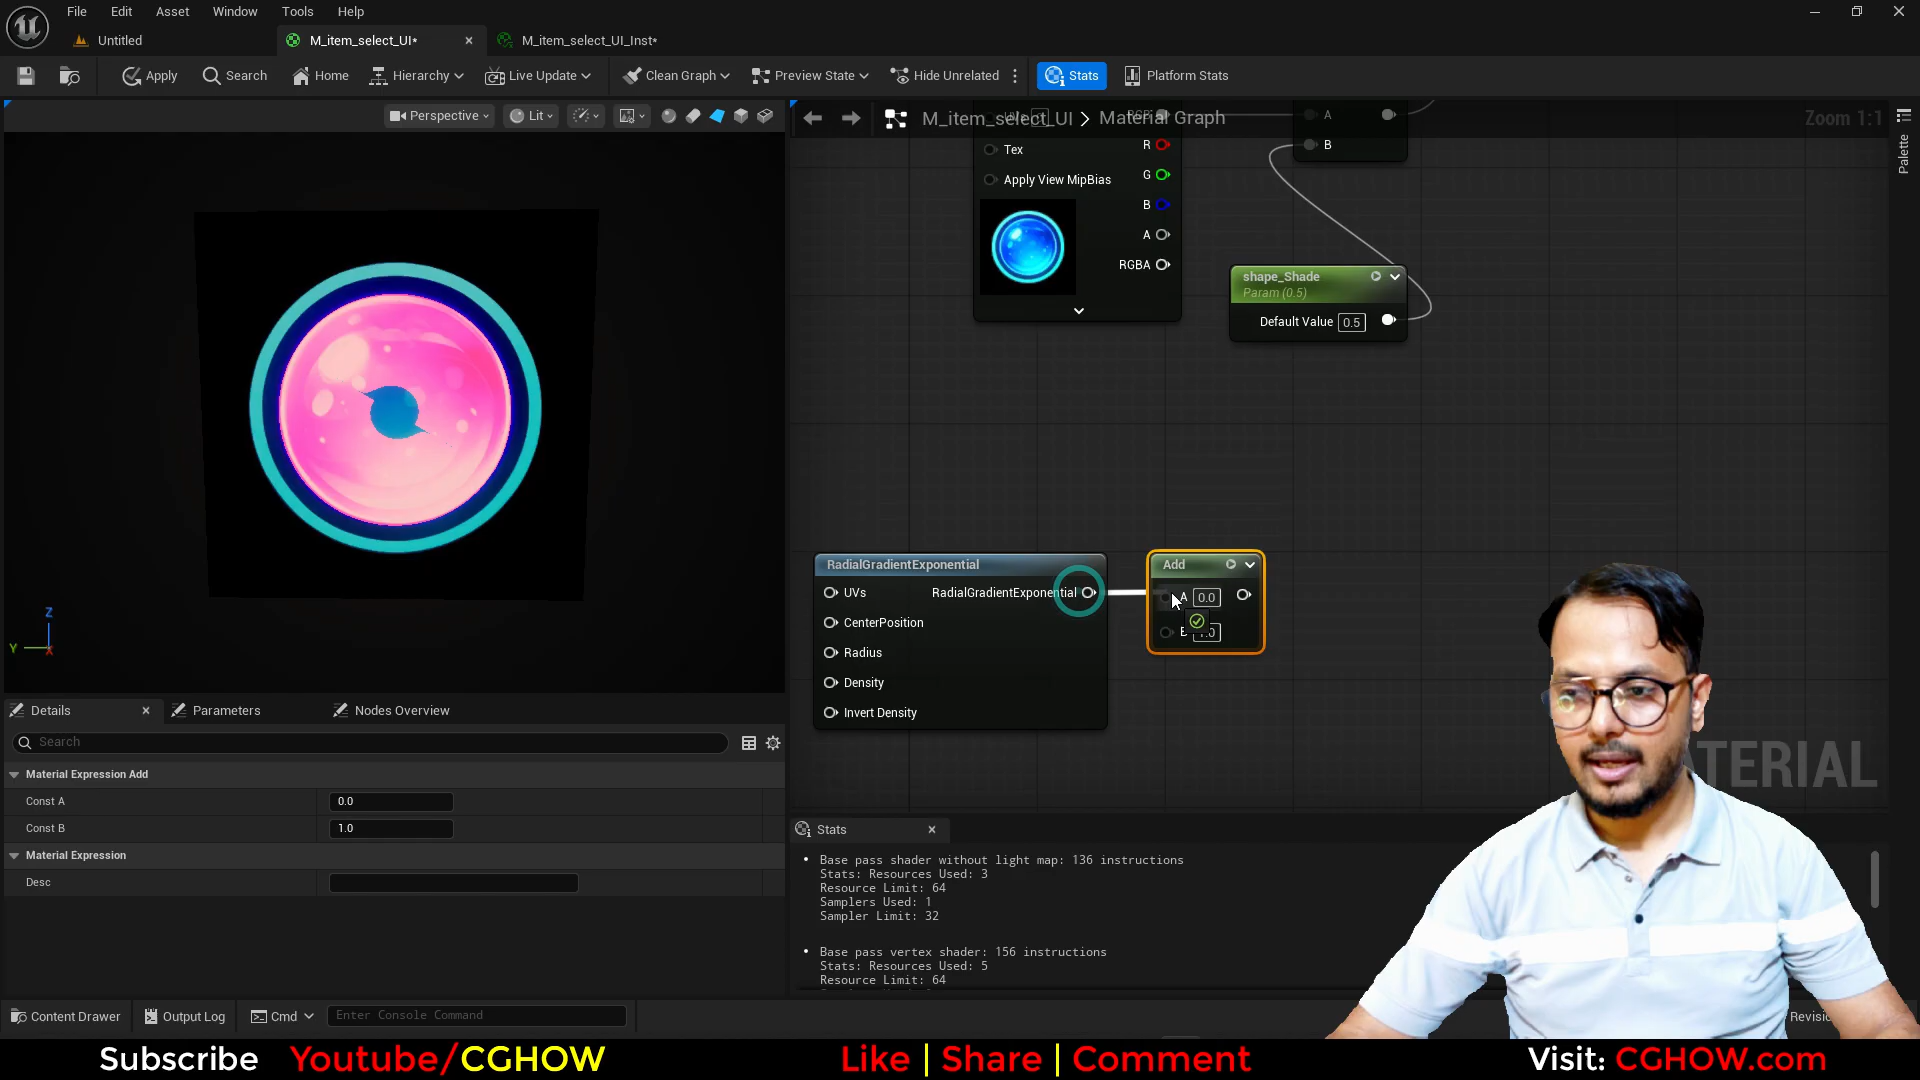 File Edit Asset Window Tools Help
Untitled
M_item_select_UI*
M_item_select_UI_Inst*
Apply
Search
Home
Hierarchy
Live Update
Clean Graph
Preview State
Hide Unrelated
Stats
Platform Stats
Perspective
Lit
M_item_select_UI
Material Graph
Zoom 1:1
Palette
Tex
Apply View MipBias
R
G
B
A
RGBA
A
B
shape_Shade
Param (0.5)
Default Value 0.5
RadialGradientExponential
UVs
RadialGradientExponential
CenterPosition
Radius
Density
Invert Density
Add
A 0.0
Z
Y
Details
Parameters
Nodes Overview
Search
Material Expression Add
Const A 0.0
Const B 1.0
Material Expression
Desc
Stats
Base pass shader without light map: 136 instructions
Stats: Resources Used: 3
Resource Limit: 64
Samplers Used: 1
Sampler Limit: 32
Base pass vertex shader: 156 instructions
Stats: Resources Used: 5
Resource Limit: 64
Content Drawer
Output Log
Cmd
Enter Console Command
Subscribe Youtube/CGHOW
Like | Share | Comment
Visit: CGHOW.com